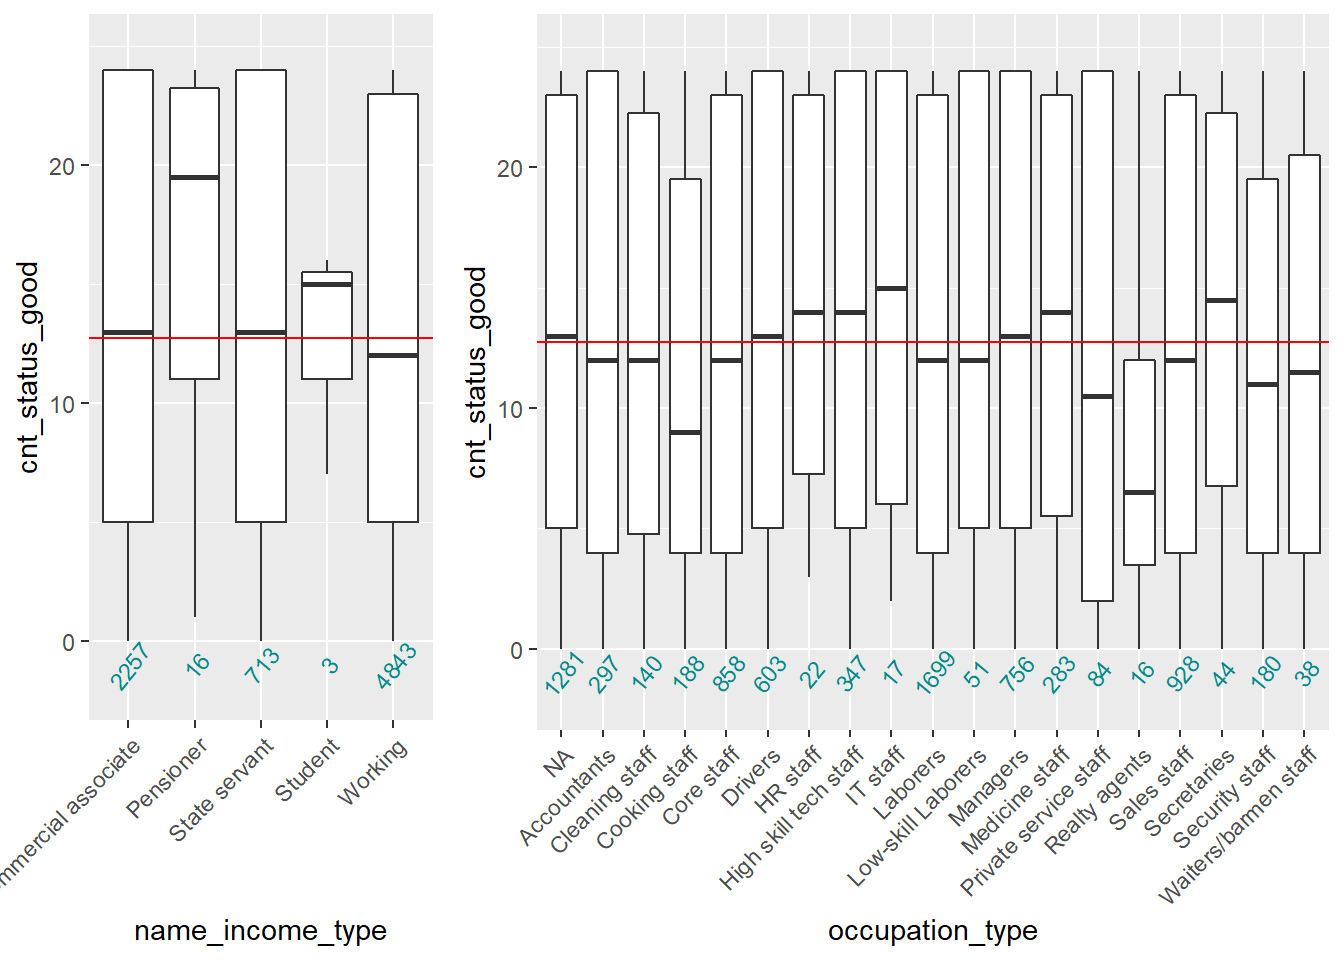 cnt_status_good
20
10
0
2257
16
713
3
4843
mmercial associate
Pensioner
State servant
Student
Working
name_income_type
cnt_status_good
20
10
0
1281
297
140
188
858
603
22
347
17
1699
51
756
283
84
16
928
44
180
38
NA
Accountants
Cleaning staff
Cooking staff
Core staff
Drivers
HR staff
High skill tech staff
IT staff
Laborers
Low-skill Laborers
Managers
Medicine staff
Private service staff
Realty agents
Sales staff
Secretaries
Security staff
Waiters/barmen staff
occupation_type